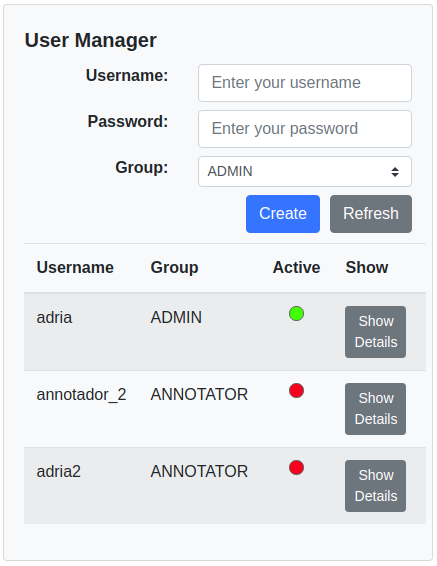 User Manager
Username: Enter your username
Password: Enter your password
Group: ADMIN
Create Refresh
Username Group Active Show
adria ADMIN Show Details
annotador_2 ANNOTATOR Show Details
adria2 ANNOTATOR Show Details